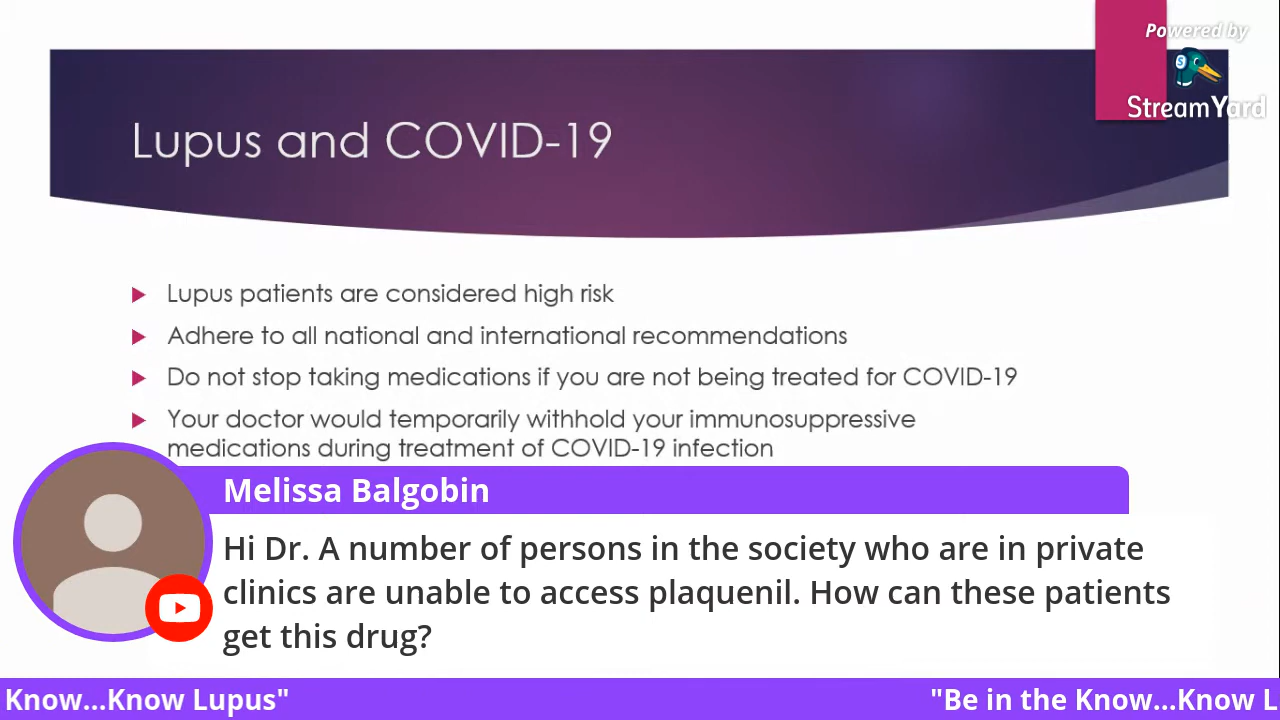 Powered by
StreamYard
Lupus and COVID-19
Lupus patients are considered high risk
Adhere to all national and international recommendations
Do not stop taking medications if you are not being treated for COVID-19
Your doctor would temporarily withhold your immunosuppressive
medications during treatment of COVID-19 infection
Melissa Balgobin
Hi Dr. A number of persons in the society who are in private
clinics are unable to access plaquenil. How can these patients
get this drug?
Know...Know Lupus" "Be in the Know...Know L